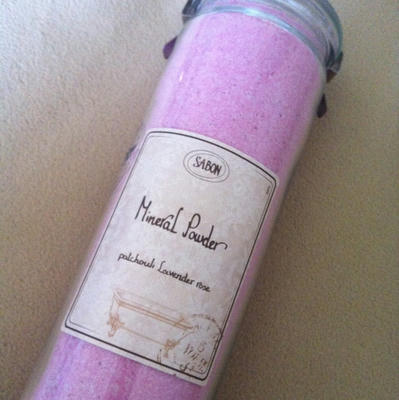 SABON
Mineral Powder
patchouli Lavender rose